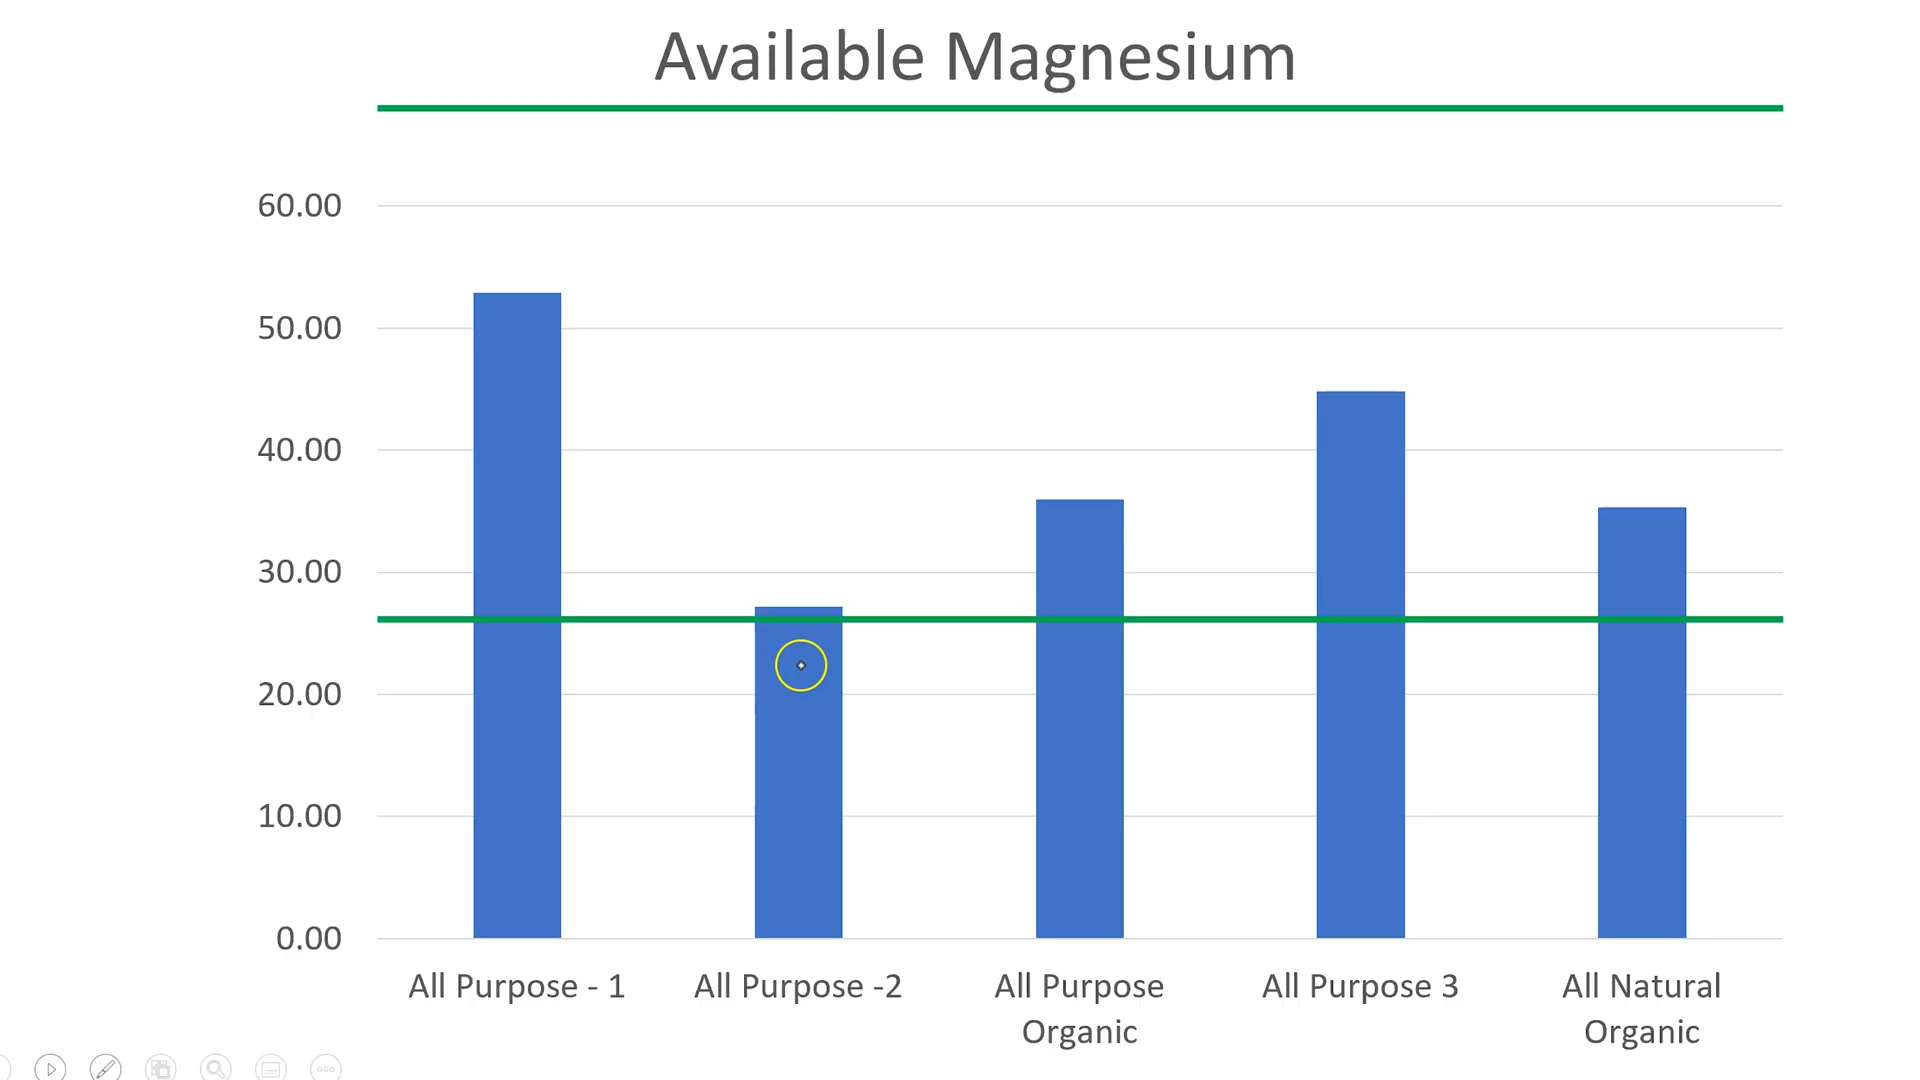 Available Magnesium
60.00
50.00
40.00
30.00
20.00
10.00
0.00
All Purpose - 1
All Purpose -2
All Purpose
Organic
All Purpose 3
All Natural
Organic